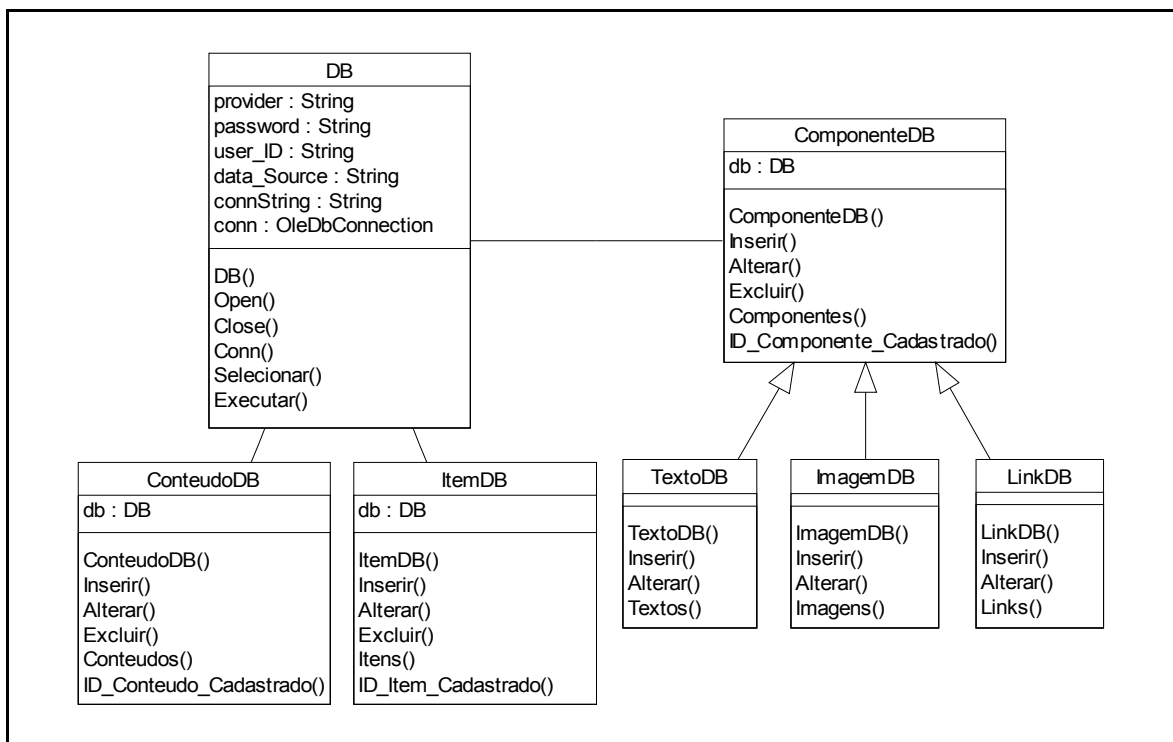 DB
provider : String
password : String
user_ID : String
data_Source : String
connString : String
conn : OleDbConnection
DB()
Open()
Close()
Conn()
Selecionar()
Executar()
ComponenteDB
db : DB
ComponenteDB()
Inserir()
Alterar()
Excluir()
Componentes()
ID_Componente_Cadastrado()
ConteudoDB
db : DB
ConteudoDB()
Inserir()
Alterar()
Excluir()
Conteudos()
ID_Conteudo_Cadastrado()
ItemDB
db : DB
ItemDB()
Inserir()
Alterar()
Excluir()
Itens()
ID_Item_Cadastrado()
TextoDB
TextoDB()
Inserir()
Alterar()
Textos()
ImagemDB
ImagemDB()
Inserir()
Alterar()
Imagens()
LinkDB
LinkDB()
Inserir()
Alterar()
Links()